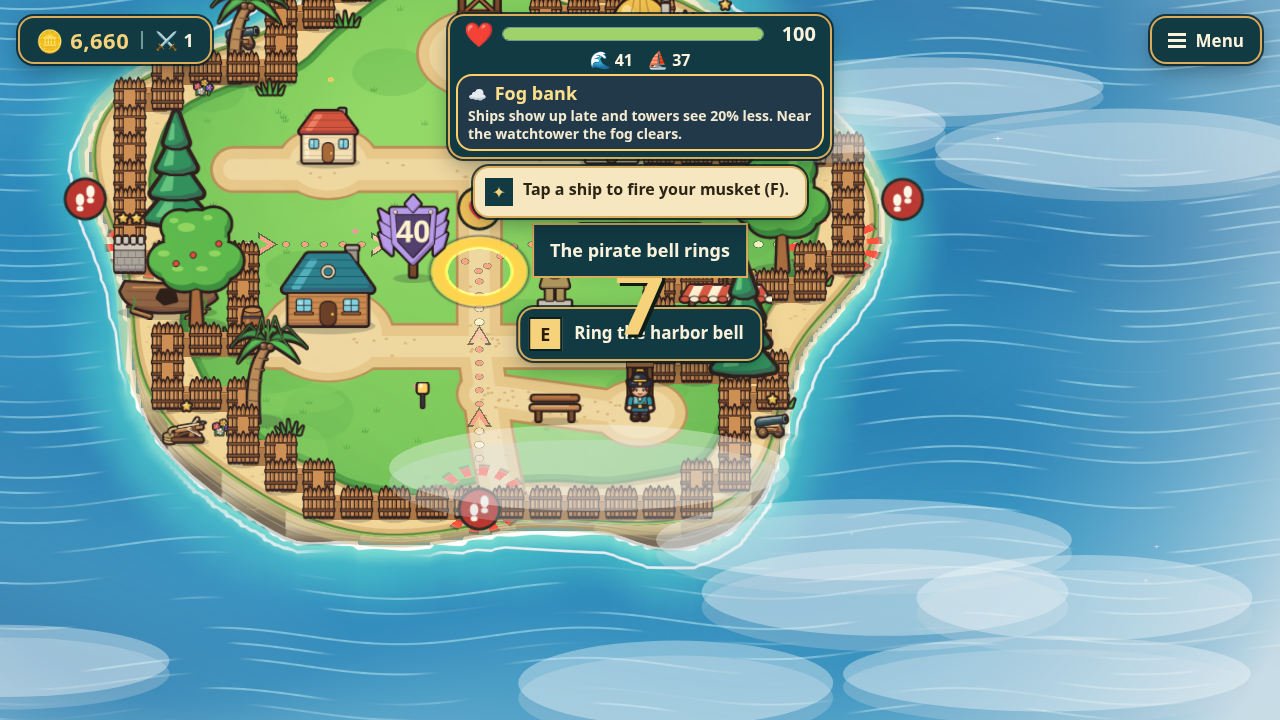 6,660
1
100
41
37
Menu
Fog bank
Ships show up late and towers see 20% less. Near
the watchtower the fog clears.
Tap a ship to fire your musket (F).
40
The pirate bell rings
7
E
Ring the harbor bell